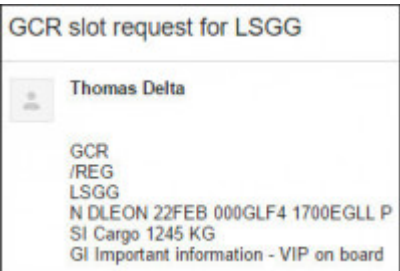 GCR slot request for LSGG
Thomas Delta
GCR
/REG
LSGG
N DLEON 22FEB 000GLF4 1700EGLL P
SI Cargo 1245 KG
GI Important information - VIP on board